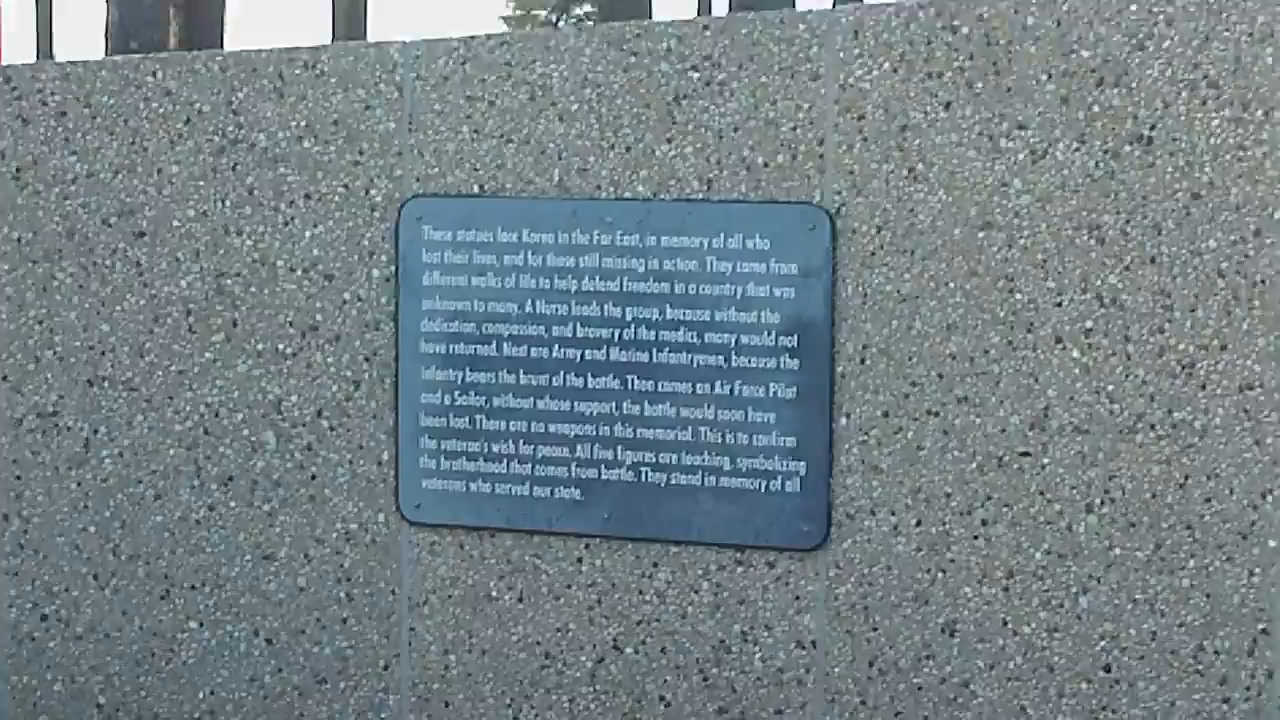 These statues face Korea in the Far East, in memory of all who
lost their lives, and for those still missing in action. They came from
different walks of life to help defend freedom in a country that was
unknown to many. A Nurse leads the group, because without the
dedication, compassion, and bravery of the medics, many would not
have returned. Next are Army and Marine Infantrymen, because the
infantry bears the brunt of the battle. Then comes an Air Force Pilot
and a Sailor, without whose support, the battle would soon have
been lost. There are no weapons in this memorial. This is to confirm
the veteran's wish for peace. All five figures are touching, symbolizing
the brotherhood that comes from battle. They stand in memory of all
veterans who served our state.